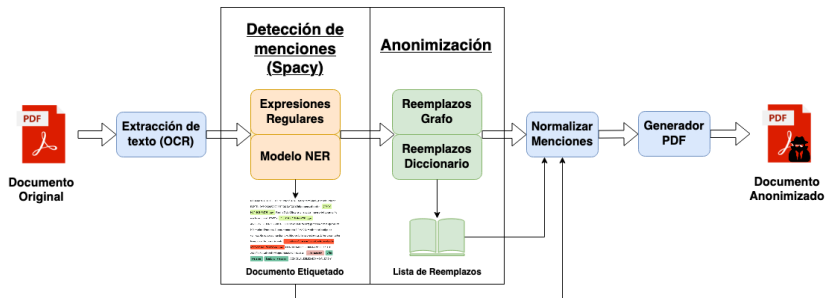 Detección de
menciones
(Spacy)
Anonimización
PDF
Documento
Original
Extracción de
texto (OCR)
Expresiones
Regulares
Modelo NER
Reemplazos
Grafo
Reemplazos
Diccionario
Normalizar
Menciones
Generador
PDF
PDF
Documento
Anonimizado
Documento Etiquetado
Lista de Reemplazos